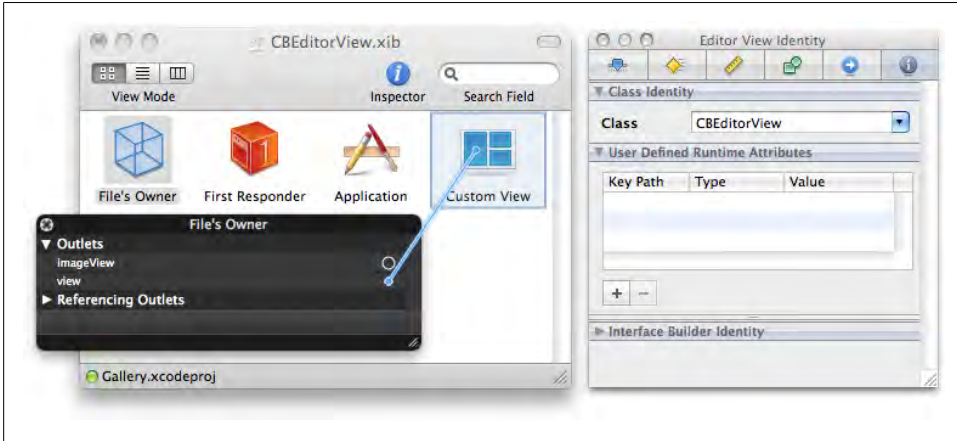 CBEditorView.xib
View Mode
Inspector
Search Field
File's Owner
First Responder
Application
Custom View
File's Owner
Outlets
imageView
view
Referencing Outlets
Gallery.xcodeproj
Editor View Identity
Class Identity
Class CBEditorView
User Defined Runtime Attributes
Key Path Type Value
Interface Builder Identity